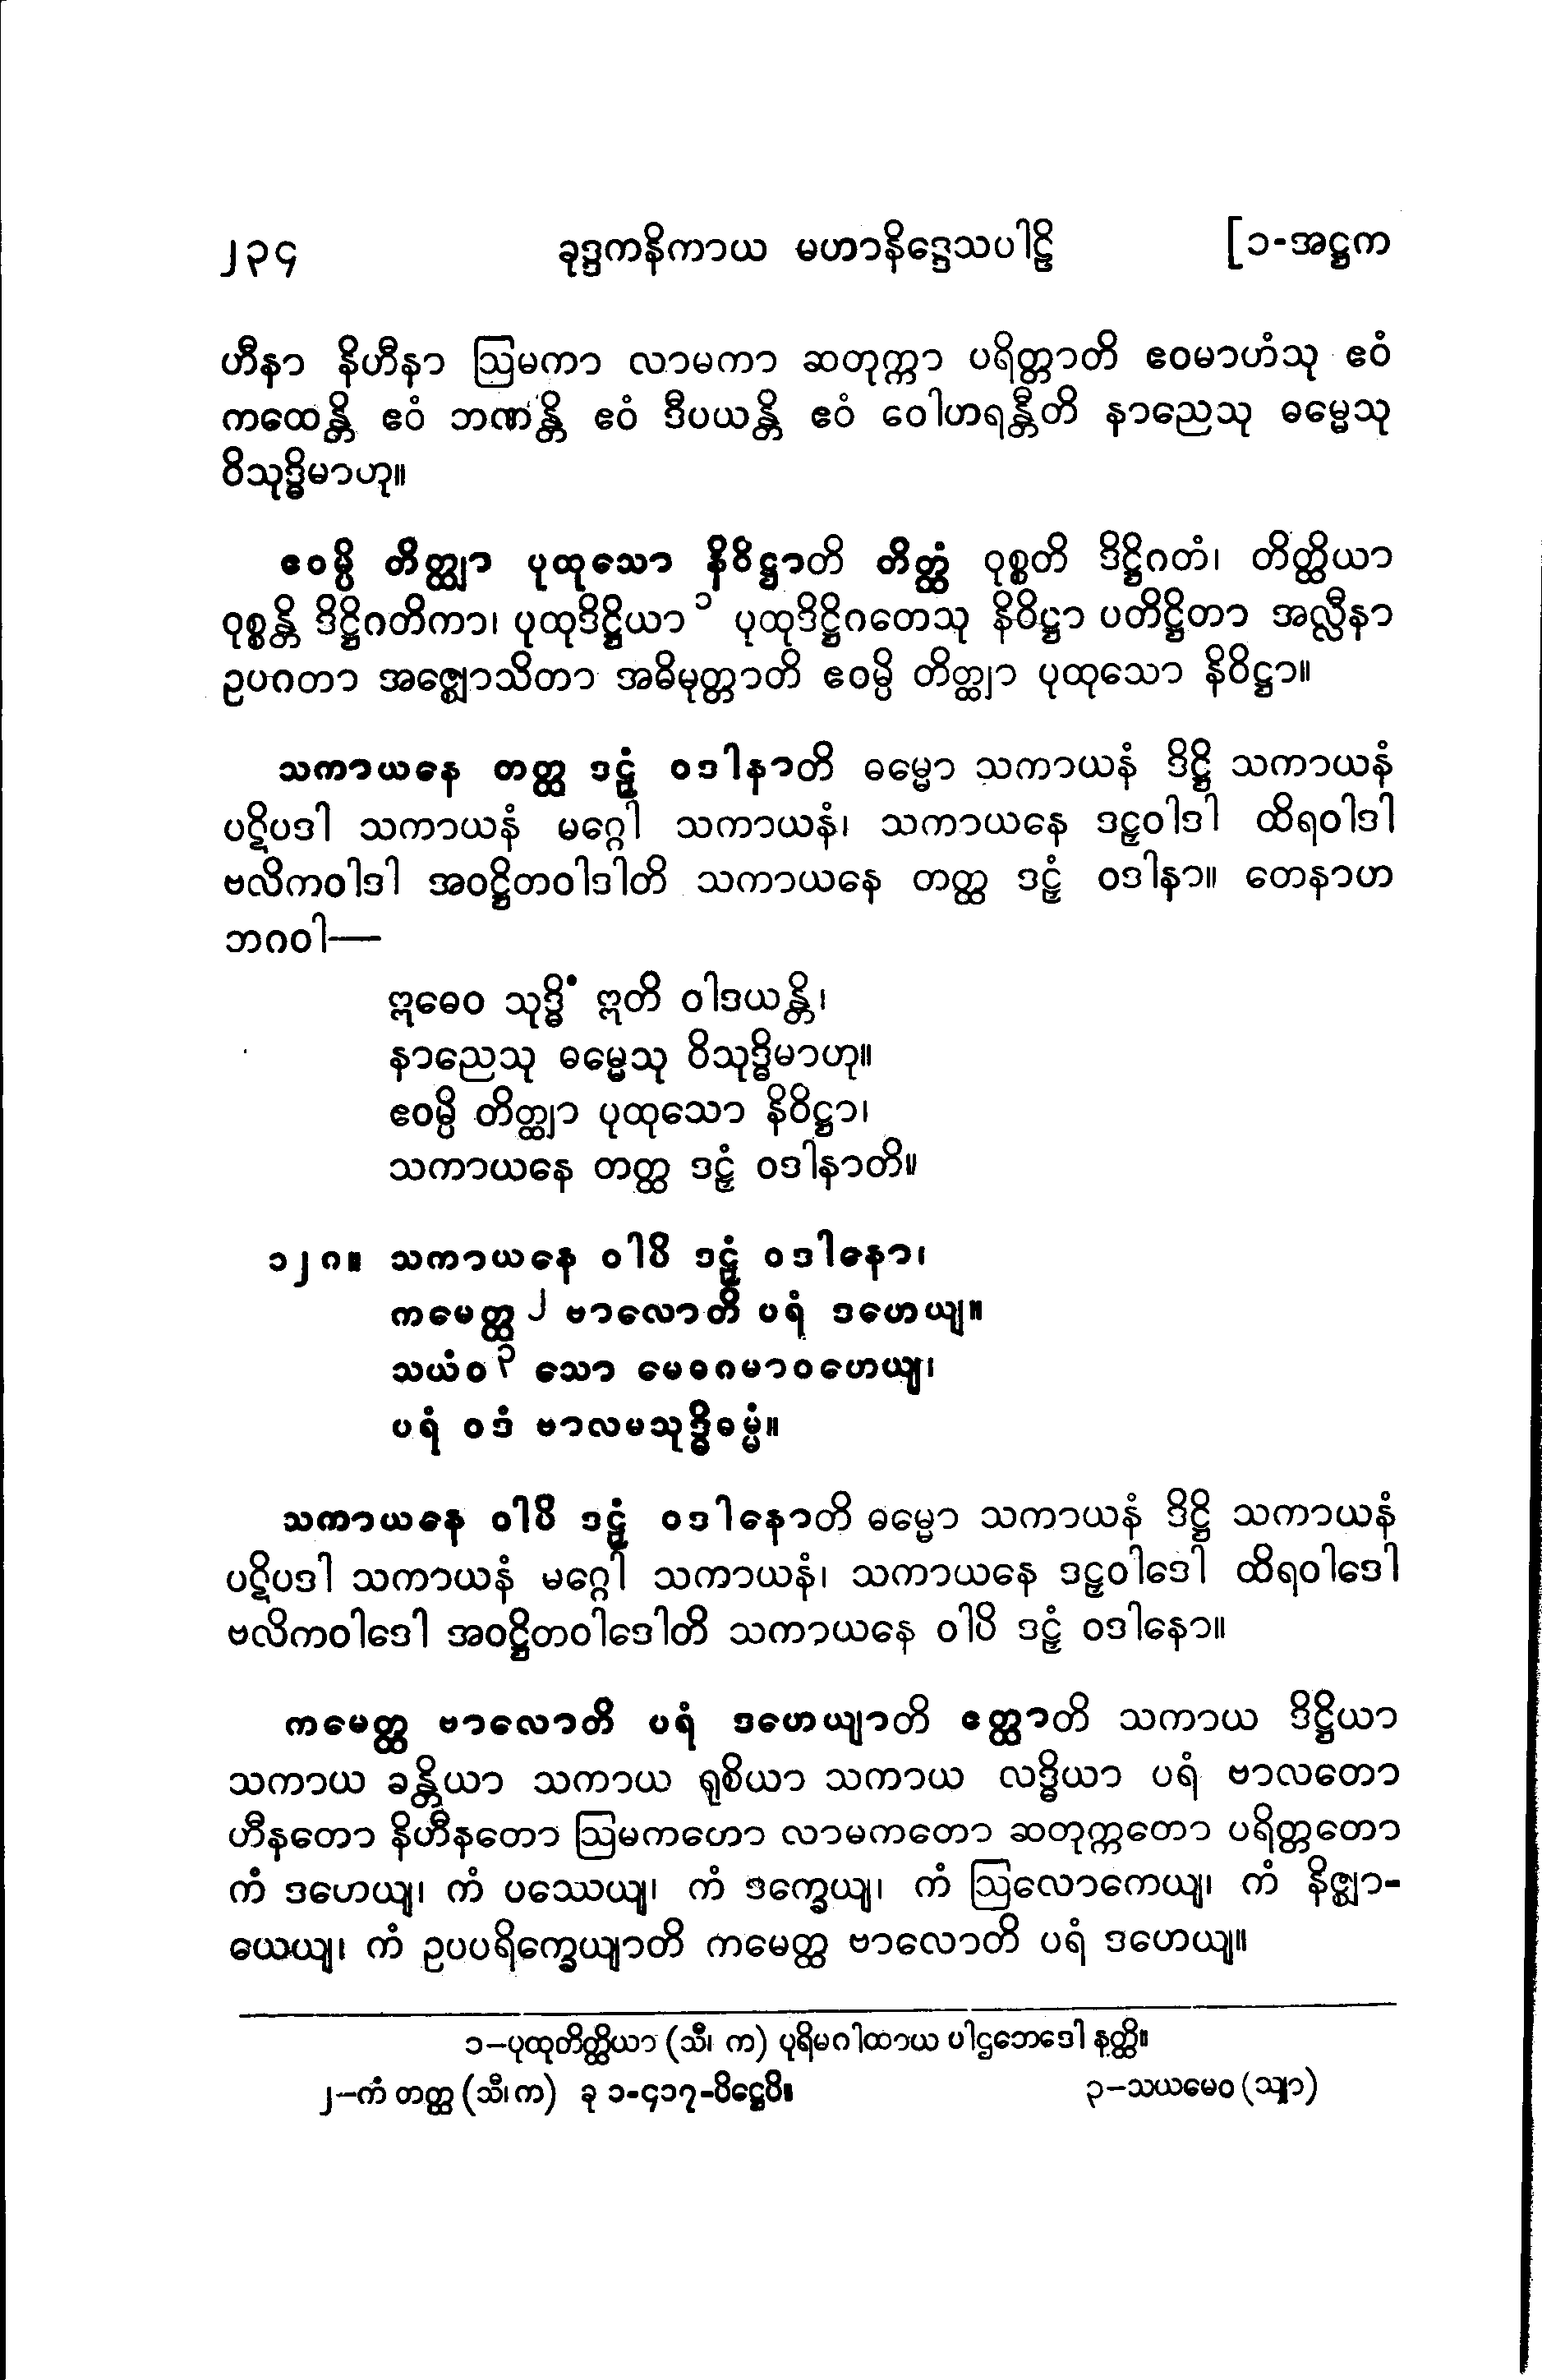 ၂၃၄ ခုဒ္ဒကနိကာယ မဟာနိဒ္ဒေသပါဠိ [၁-အဋ္ဌက
ဟီနာ နိဟီနာ ဩမကာ လာမကာ ဆတုက္ကာ ပရိတ္တာတိ ဧဝမာဟံသု ဧဝံ
ကထေန္တိ ဧဝံ ဘဏန္တိ ဧဝံ ဒီပယန္တိ ဧဝံ ဝေါဟရန္တီတိ နာညေသု ဓမ္မေသု
ဝိသုဒ္ဓိမာဟု။
ဧဝမ္ပိ တိတ္ထျာ ပုထုသော နိဝိဋ္ဌာတိ တိတ္ထံ ဝုစ္စတိ ဒိဋ္ဌိဂတံ၊ တိတ္ထိယာ
ဝုစ္စန္တိ ဒိဋ္ဌိဂတိကာ၊ ပုထုဒိဋ္ဌိယာ ၁ ပုထုဒိဋ္ဌိဂတေသု နိဝိဋ္ဌာ ပတိဋ္ဌိတာ အလ္လီနာ
ဥပဂတာ အဇ္ဈောသိတာ အဓိမုတ္တာတိ ဧဝမ္ပိ တိတ္ထျာ ပုထုသော နိဝိဋ္ဌာ။
သကာယနေ တတ္ထ ဒဠှံ ဝဒါနာတိ ဓမ္မော သကာယနံ ဒိဋ္ဌိ သကာယနံ
ပဋိပဒါ သကာယနံ မဂ္ဂေါ သကာယနံ၊ သကာယနေ ဒဠှဝါဒါ ထိရဝါဒါ
ဗလိကဝါဒါ အဝဋ္ဌိတဝါဒါတိ သကာယနေ တတ္ထ ဒဠှံ ဝဒါနာ။ တေနာဟ
ဘဂဝါ—
ဣဓေဝ သုဒ္ဓိံ ဣတိ ဝါဒယန္တိ၊
နာညေသု ဓမ္မေသု ဝိသုဒ္ဓိမာဟု။
ဧဝမ္ပိ တိတ္ထျာ ပုထုသော နိဝိဋ္ဌာ၊
သကာယနေ တတ္ထ ဒဠှံ ဝဒါနာတိ။
၁၂၈။ သကာယနေ ဝါပိ ဒဠှံ ဝဒါနော၊
ကမေတ္ထ ၂ ဗာလောတိ ပရံ ဒဟေယျ။
သယံဝ ၃ သော မေဓဂမာဝဟေယျ၊
ပရံ ဝဒံ ဗာလမသုဒ္ဓိဓမ္မံ။
သကာယနေ ဝါပိ ဒဠှံ ဝဒါနောတိ ဓမ္မော သကာယနံ ဒိဋ္ဌိ သကာယနံ
ပဋိပဒါ သကာယနံ မဂ္ဂေါ သကာယနံ၊ သကာယနေ ဒဠှဝါဒေါ ထိရဝါဒေါ
ဗလိကဝါဒေါ အဝဋ္ဌိတဝါဒေါတိ သကာယနေ ဝါပိ ဒဠှံ ဝဒါနော။
ကမေတ္ထ ဗာလောတိ ပရံ ဒဟေယျာတိ ဧတ္ထာတိ သကာယ ဒိဋ္ဌိယာ
သကာယ ခန္တိယာ သကာယ ရုစိယာ သကာယ လဒ္ဓိယာ ပရံ ဗာလတော
ဟီနတော နိဟီနတော ဩမကဟော လာမကတော ဆတုက္ကတော ပရိတ္တတော
ကံ ဒဟေယျ၊ ကံ ပဿေယျ၊ ကံ ဒက္ခေယျ၊ ကံ ဩလောကေယျ၊ ကံ နိဇ္ဈာ-
ယေယျ၊ ကံ ဥပပရိက္ခေယျာတိ ကမေတ္ထ ဗာလောတိ ပရံ ဒဟေယျ။
၁–ပုထုတိတ္ထိယာ (သီ၊ က) ပုရိမဂါထာယ ပါဌဘေဒေါ နတ္ထိ။
၂–ကံ တတ္ထ (သီ၊က) ခု ၁-၄၁၇-ပိဋ္ဌေပိ။ ၃–သယမေဝ (သျာ)